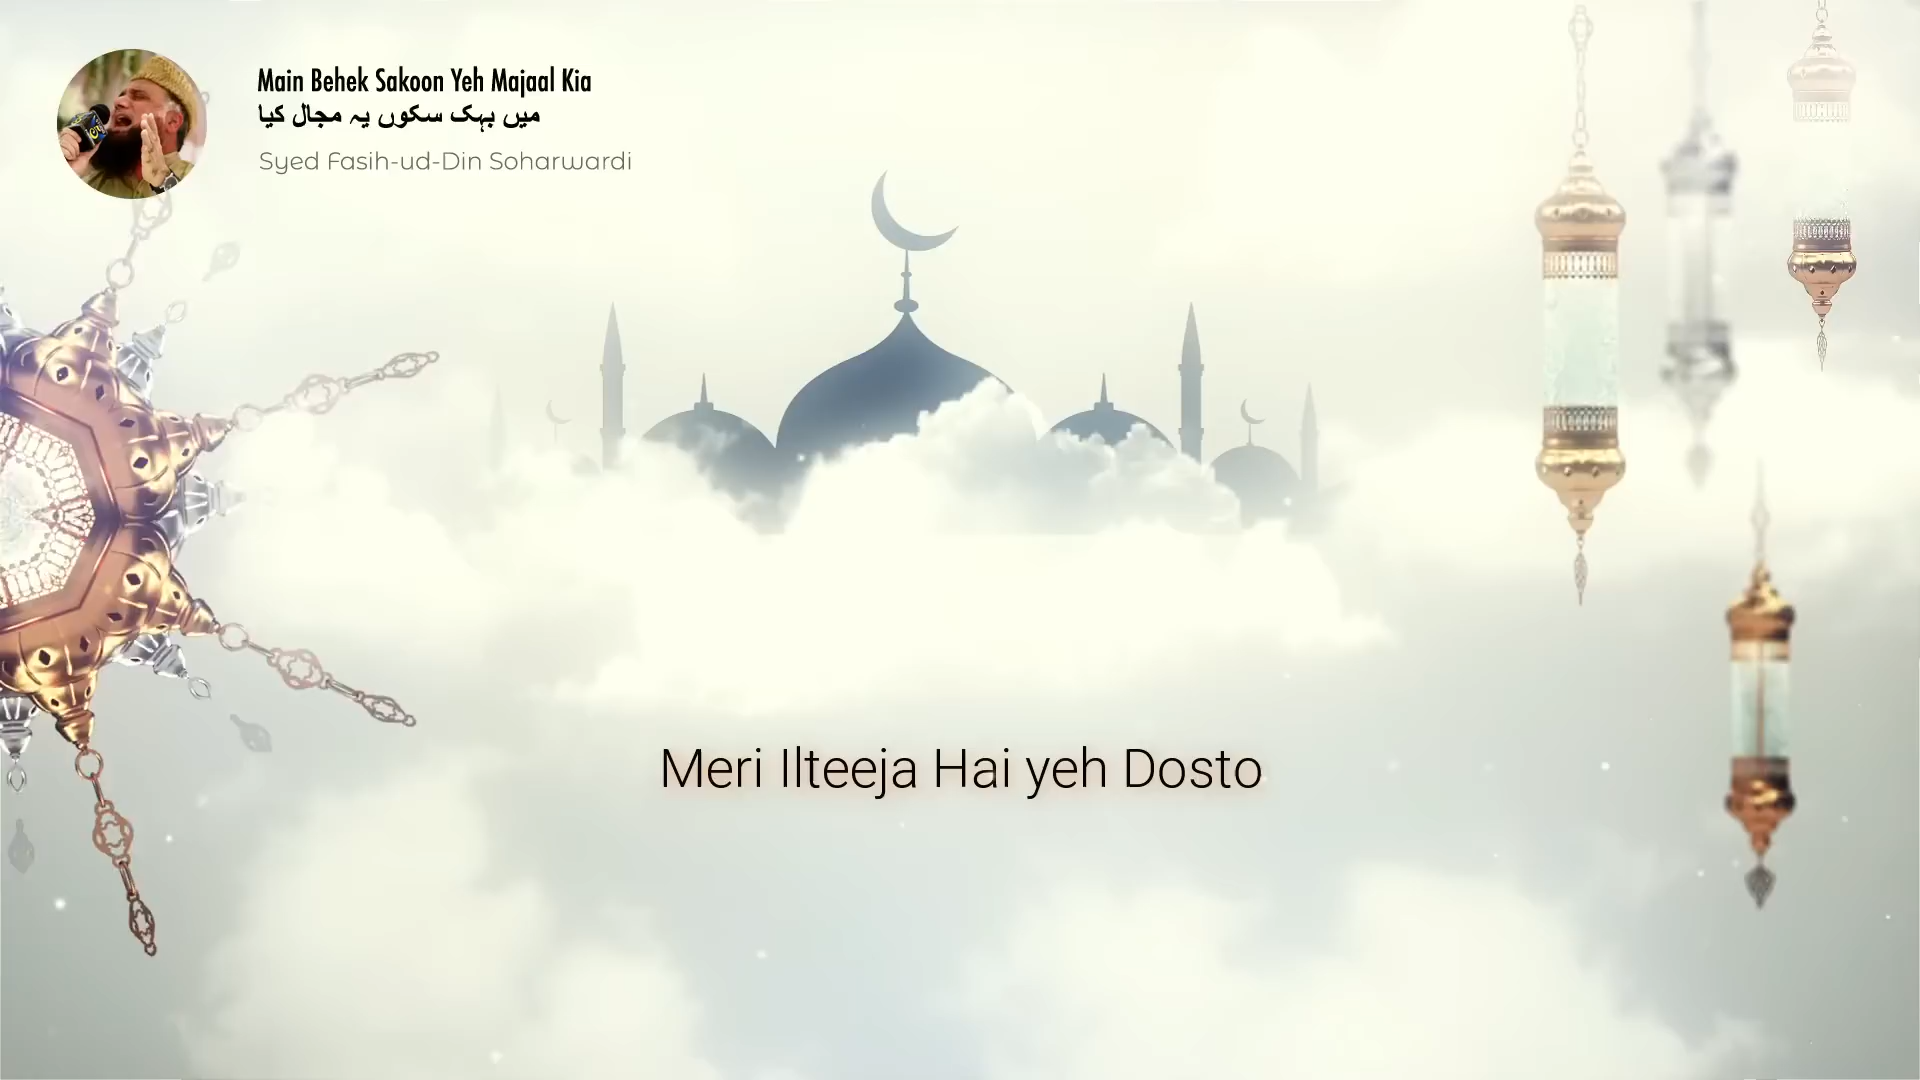 Main Behek Sakoon Yeh Majaal Kia
میں بہک سکوں یہ مجال کیا
Syed Fasih-ud-Din Soharwardi
Meri Ilteeja Hai yeh Dosto